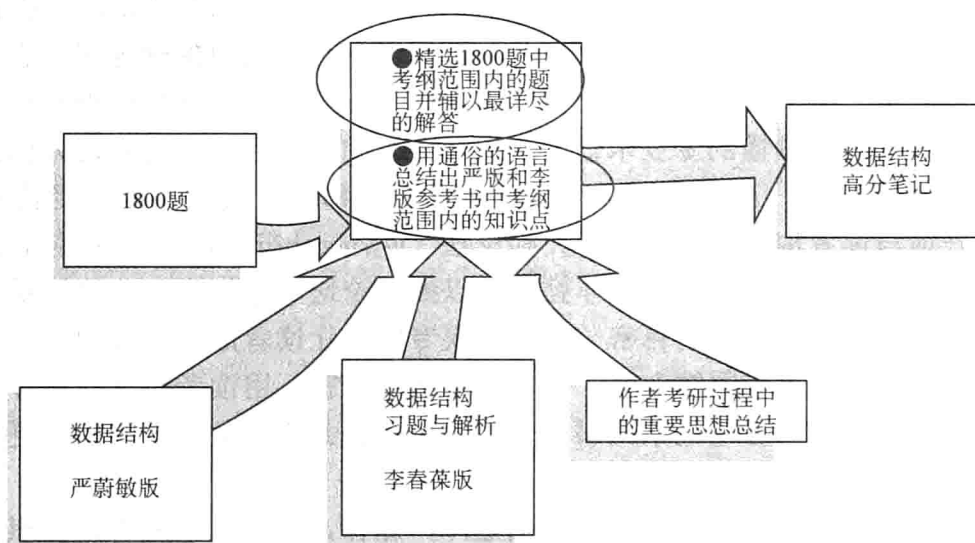 ●精选1800题中
考纲范围内的题
目并辅以最详尽
的解答
●用通俗的语言
总结出严版和李
版参考书中考纲
范围内的知识点
1800题
数据结构
高分笔记
数据结构
严蔚敏版
数据结构
习题与解析
李春葆版
作者考研过程中
的重要思想总结